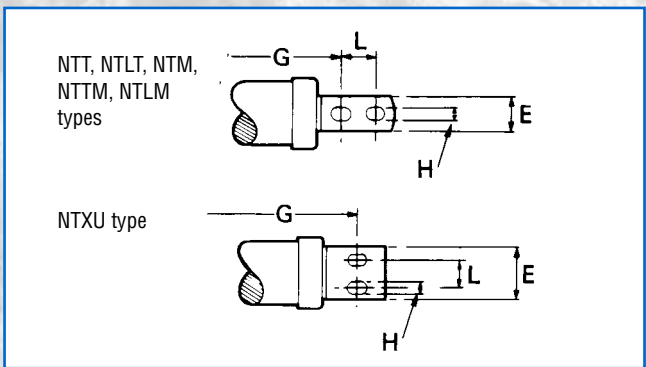 NTT, NTLT, NTM,
NTTM, NTLM
types
G
L
E
H
NTXU type
G
L
E
H